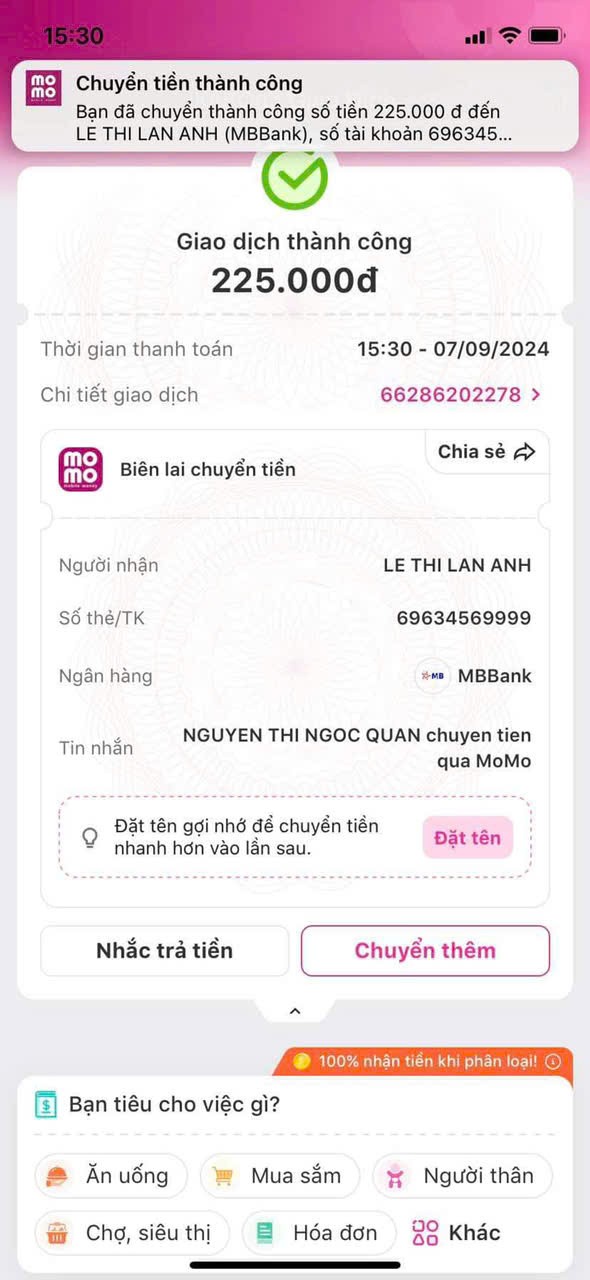 15:30
Chuyển tiền thành công
Bạn đã chuyển thành công số tiền 225.000 đ đến
LE THI LAN ANH (MBBank), số tài khoản 696345...
Giao dịch thành công
225.000đ
Thời gian thanh toán 15:30 - 07/09/2024
Chi tiết giao dịch 66286202278 >
Chia sẻ
Biên lai chuyển tiền
Người nhận LE THI LAN ANH
Số thẻ/TK 69634569999
Ngân hàng MB MBBank
NGUYEN THI NGOC QUAN chuyen tien
Tin nhắn
qua MoMo
Đặt tên gợi nhớ để chuyển tiền
nhanh hơn vào lần sau.
Đặt tên
Nhắc trả tiền Chuyển thêm
100% nhận tiền khi phân loại!
Bạn tiêu cho việc gì?
Ăn uống Mua sắm Người thân
Chợ, siêu thị Hóa đơn Khác